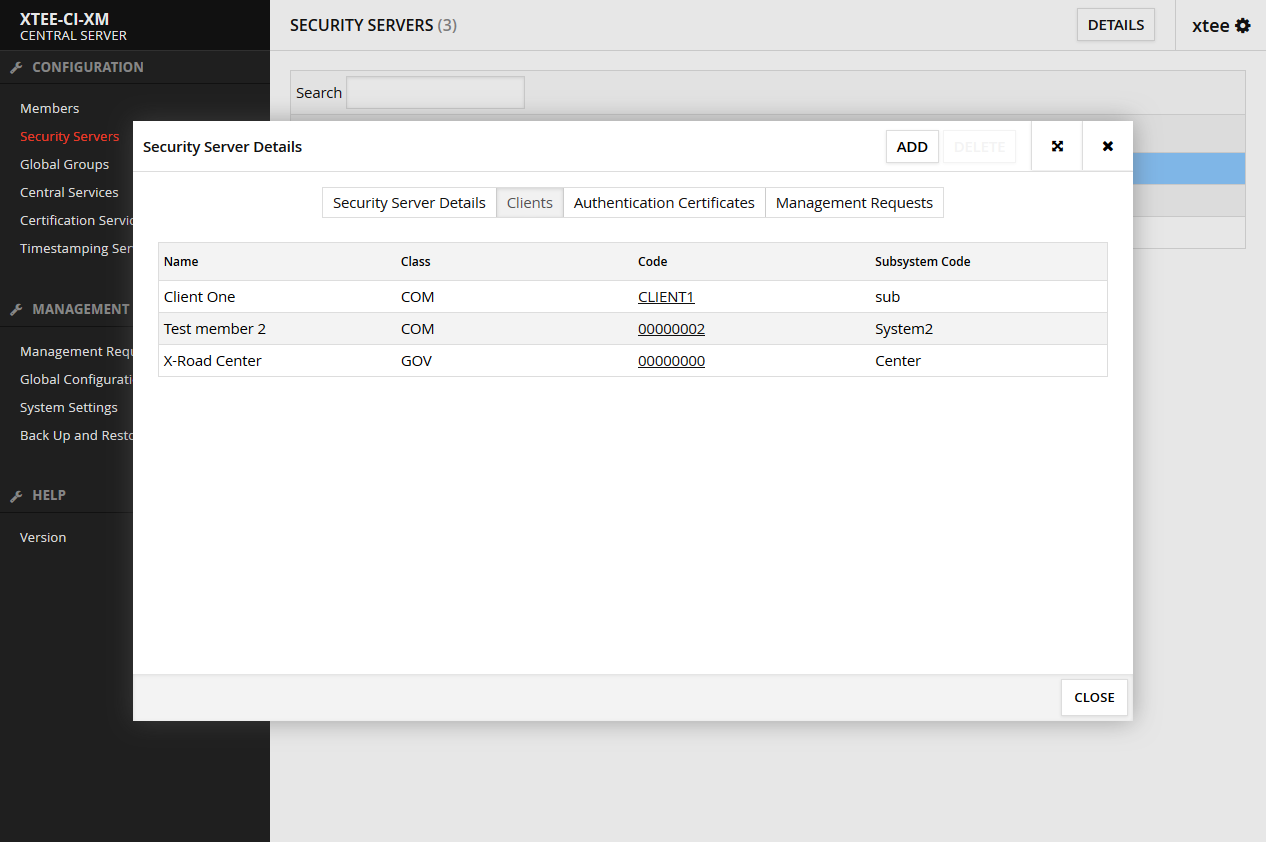 XTEE-CI-XM
CENTRAL SERVER
SECURITY SERVERS (3)
DETAILS
xtee
CONFIGURATION
Members
Security Servers
Global Groups
Central Services
Certification Servic
Timestamping Ser
MANAGEMENT
Management Requ
Global Configurati
System Settings
Back Up and Resto
HELP
Version
Search
Security Server Details
ADD
DELETE
Security Server Details Clients Authentication Certificates Management Requests
Name Class Code Subsystem Code
Client One COM CLIENT1 sub
Test member 2 COM 00000002 System2
X-Road Center GOV 00000000 Center
CLOSE